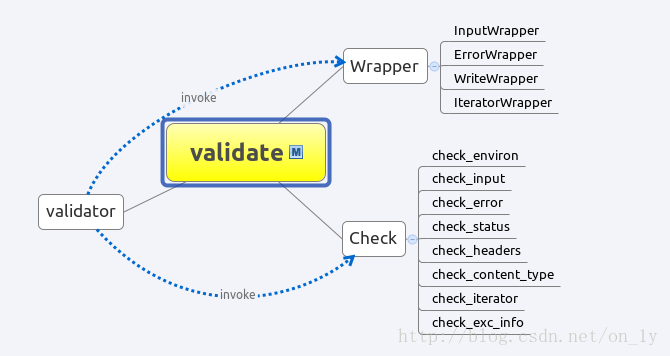 InputWrapper
ErrorWrapper
WriteWrapper
IteratorWrapper
Wrapper
invoke
validate M
validator
Check
invoke
check_environ
check_input
check_error
check_status
check_headers
check_content_type
check_iterator
check_exc_info
http://blog.csdn.net/on_1y